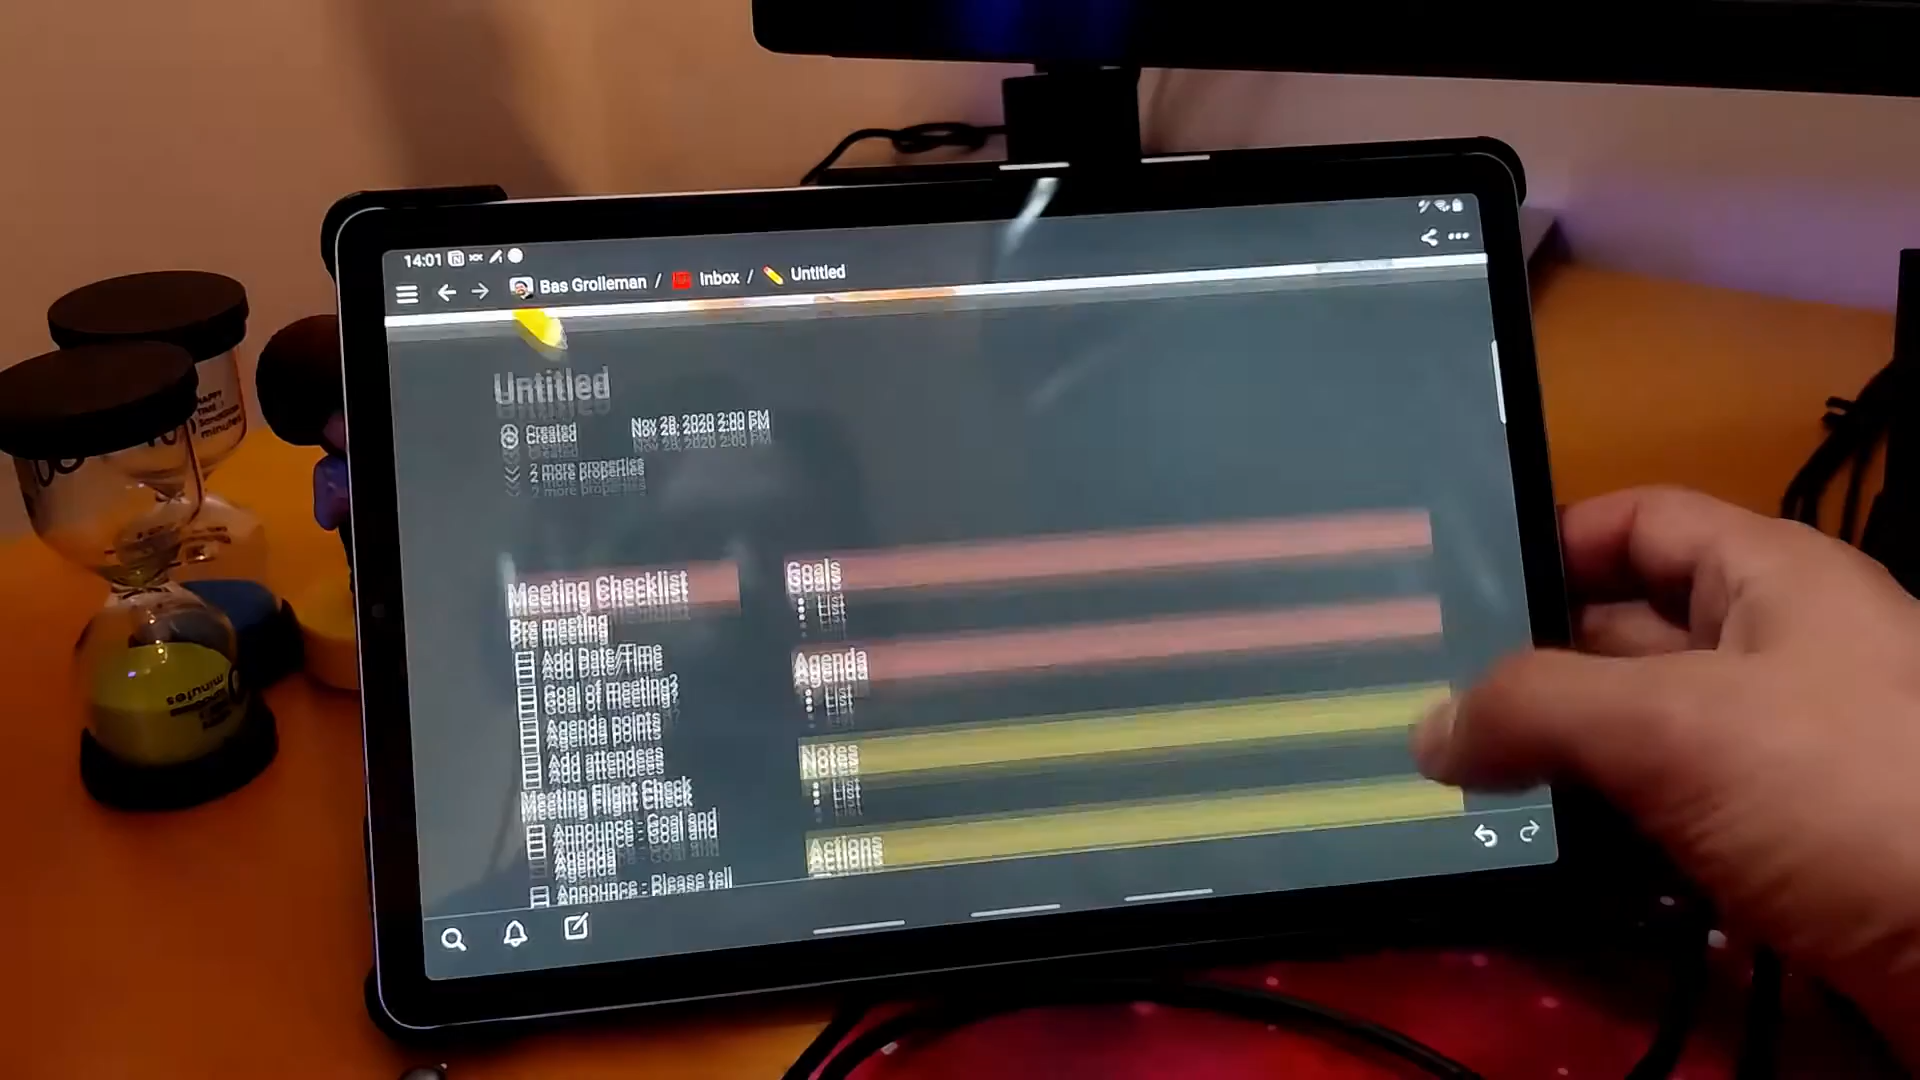 14:01
Bas Grolleman / Inbox / Untitled
Untitled
Created Nov 28, 2020 2:00 PM
2 more properties
Meeting Checklist
Pre meeting
Add Date/Time
Goal of meeting?
Agenda points
Add attendees
Meeting Flight Check
Announce - Goal and
Agenda
Announce - Please tell
Goals
List
Agenda
List
Notes
List
Actions
minutes
minutes